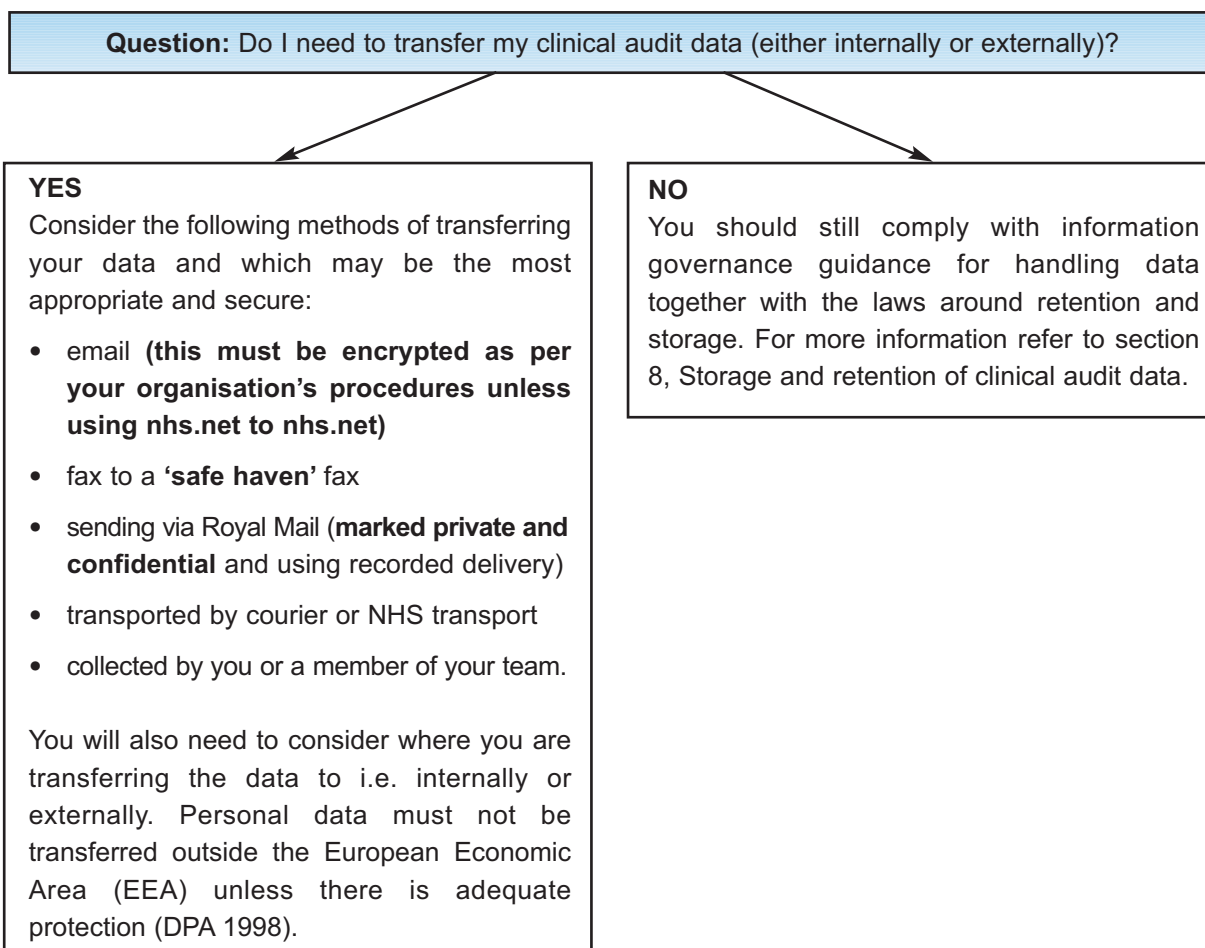 Question: Do I need to transfer my clinical audit data (either internally or externally)?
YES
Consider the following methods of transferring
your data and which may be the most
appropriate and secure:
• email (this must be encrypted as per
your organisation’s procedures unless
using nhs.net to nhs.net)
• fax to a ‘safe haven’ fax
• sending via Royal Mail (marked private and
confidential and using recorded delivery)
• transported by courier or NHS transport
• collected by you or a member of your team.
You will also need to consider where you are
transferring the data to i.e. internally or
externally. Personal data must not be
transferred outside the European Economic
Area (EEA) unless there is adequate
protection (DPA 1998).
NO
You should still comply with information
governance guidance for handling data
together with the laws around retention and
storage. For more information refer to section
8, Storage and retention of clinical audit data.